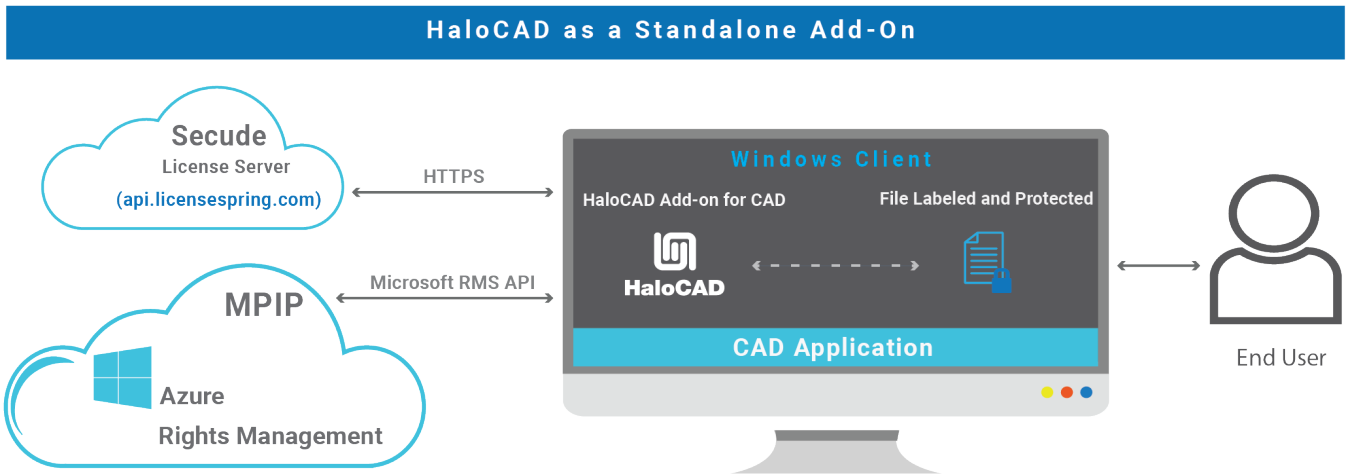 HaloCAD as a Standalone Add-On
Secude
License Server
(api.licensespring.com)
HTTPS
Windows Client
HaloCAD Add-on for CAD
File Labeled and Protected
HaloCAD
Microsoft RMS API
MPIP
Azure
Rights Management
CAD Application
End User